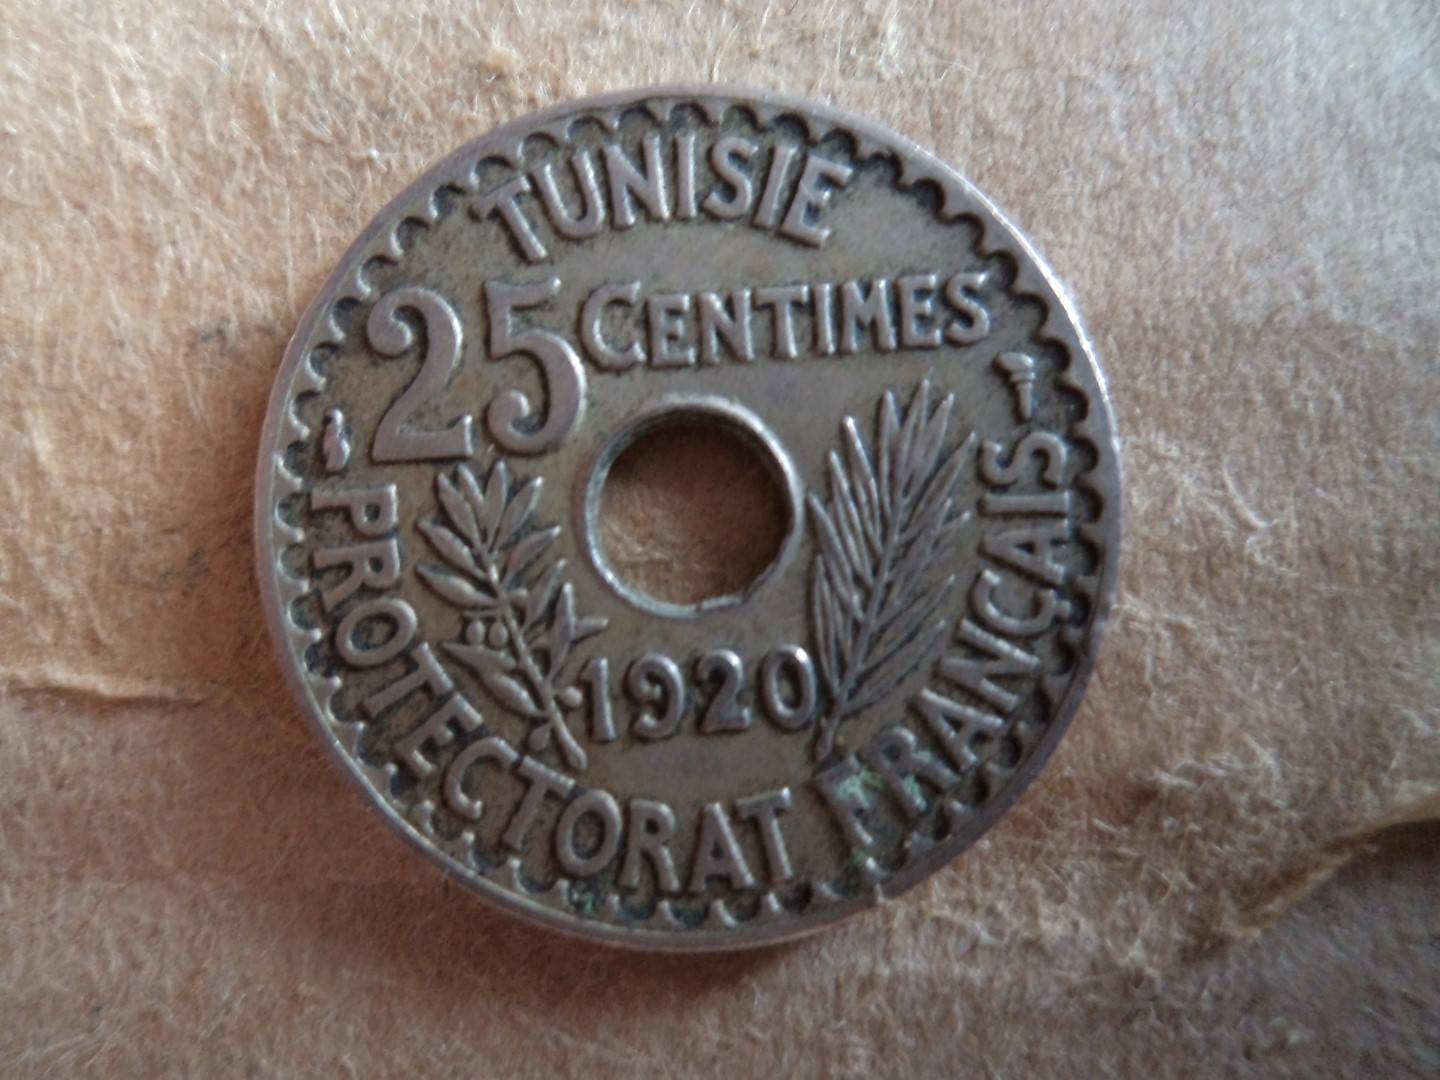 TUNISIE
25 CENTIMES
1920
PROTECTORAT FRANÇAIS